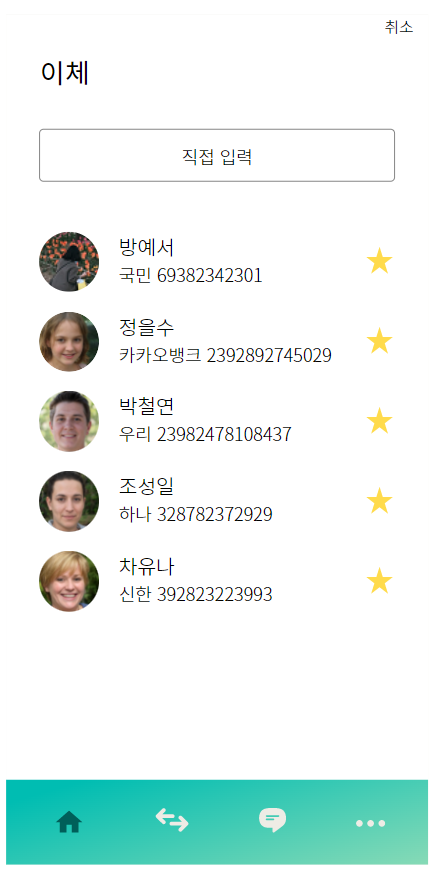 취소
이체
직접 입력
방예서
국민 69382342301
정을수
카카오뱅크 2392892745029
박철연
우리 23982478108437
조성일
하나 328782372929
차유나
신한 392823223993